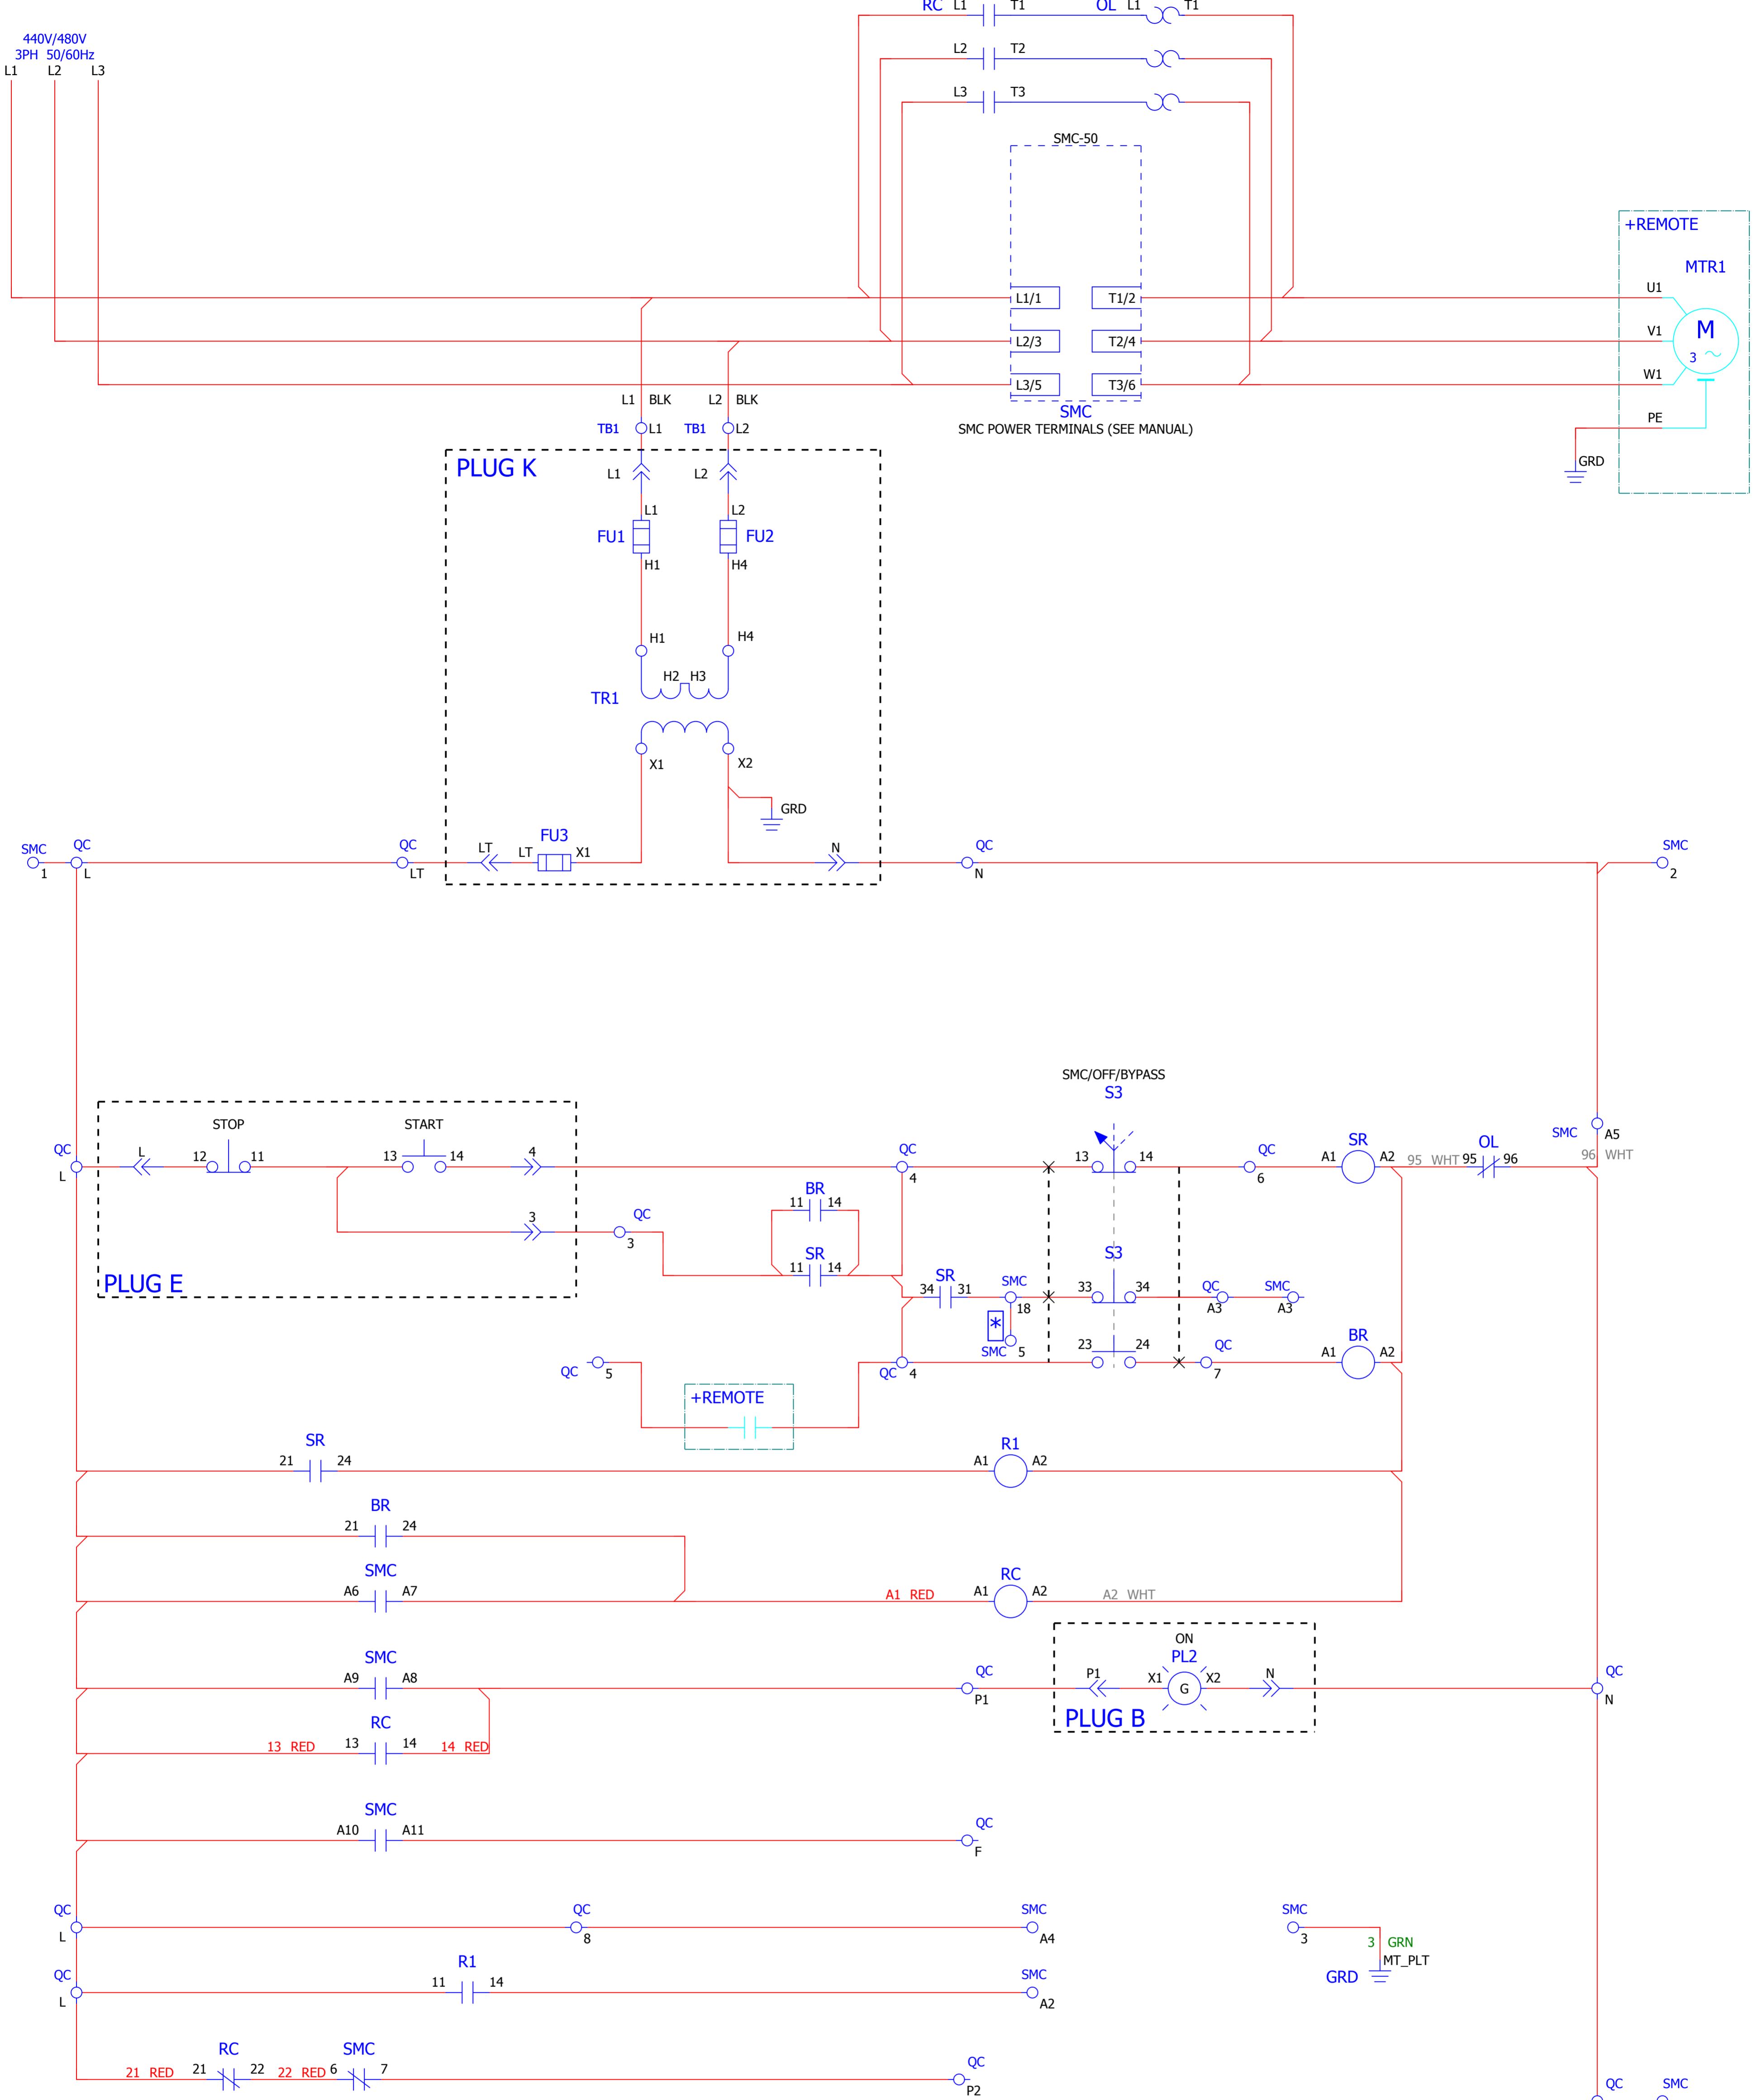 RC L1 T1 OL L1 T1
440V/480V
3PH 50/60Hz
L1 L2 L3
L2 T2
L3 T3
SMC-50
+REMOTE
MTR1
U1
L1/1 T1/2
V1 M
3
L2/3 T2/4
W1
L3/5 T3/6
L1 BLK L2 BLK
SMC
SMC POWER TERMINALS (SEE MANUAL)
PE
GRD
TB1 L1 TB1 L2
PLUG K
L1 L2
L1 L2
FU1 FU2
H1 H4
H1 H4
H2 H3
TR1
X1 X2
GRD
FU3
SMC QC QC LT LT X1 N QC SMC
1 L LT N 2
SMC/OFF/BYPASS
S3
STOP START
QC L 12 11 13 14 4 QC 13 14 QC SR OL SMC A5
A1 A2 95 WHT 95 96 96 WHT
L 4 6
3 QC BR
11 14
3
PLUG E
SR
11 14
S3
SR SMC
34 31 18 33 34 QC SMC
A3 A3
*
SMC 5 23 24 QC BR
A1 A2
QC 5 QC 4 7
+REMOTE
SR R1
21 24 A1 A2
BR
21 24
SMC RC
A6 A7 A1 RED A1 A2 A2 WHT
ON
SMC QC PL2 QC
A9 A8 P1 X1 G X2 N
P1 N
PLUG B
RC
13 RED 13 14 14 RED
SMC
A10 A11 QC
F
QC QC SMC SMC
L 8 A4 3
3 GRN
MT_PLT
GRD
QC R1 SMC
11 14
L A2
RC SMC QC
21 RED 21 22 22 RED 6 7
P2
QC SMC